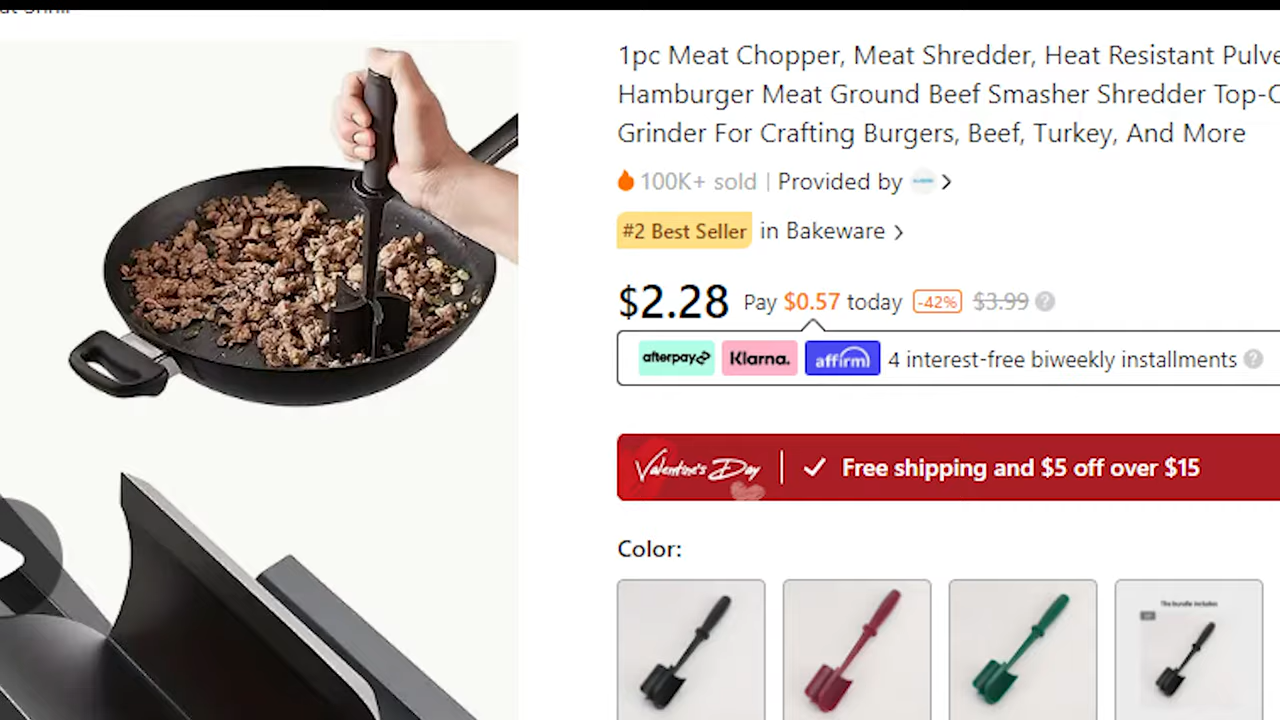 1pc Meat Chopper, Meat Shredder, Heat Resistant Pulve
Hamburger Meat Ground Beef Smasher Shredder Top-C
Grinder For Crafting Burgers, Beef, Turkey, And More
100K+ sold | Provided by
#2 Best Seller in Bakeware
$2.28 Pay $0.57 today -42% $3.99 ?
afterpay Klarna. affirm 4 interest-free biweekly installments ?
Valentine's Day Free shipping and $5 off over $15
Color:
The bundle includes